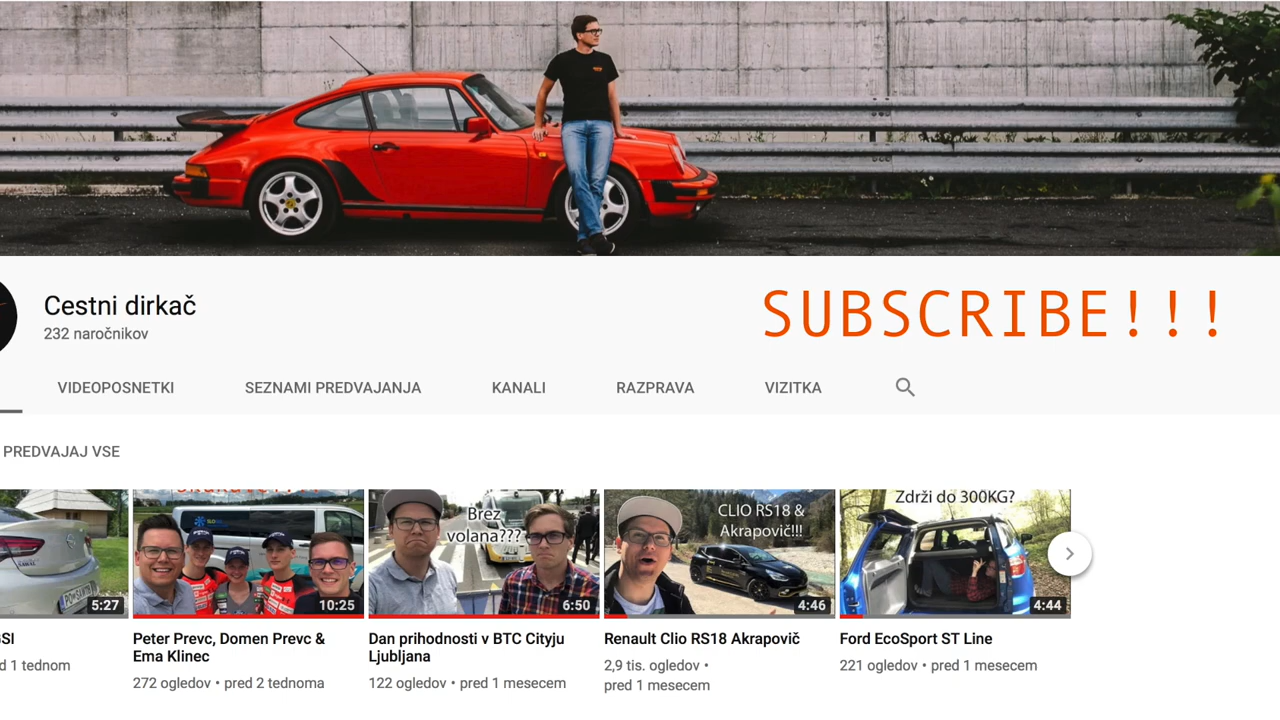 Cestni dirkač
232 naročnikov
SUBSCRIBE!!!
VIDEOPOSNETKI SEZNAMI PREDVAJANJA KANALI RAZPRAVA VIZITKA
PREDVAJAJ VSE
5:27
10:25
Brez
volana???
6:50
CLIO RS18 &
Akrapovič!!!
4:46
Zdrži do 300KG?
4:44
d 1 tednom
Peter Prevc, Domen Prevc &
Ema Klinec
272 ogledov • pred 2 tednoma
Dan prihodnosti v BTC Cityju
Ljubljana
122 ogledov • pred 1 mesecem
Renault Clio RS18 Akrapovič
2,9 tis. ogledov •
pred 1 mesecem
Ford EcoSport ST Line
221 ogledov • pred 1 mesecem